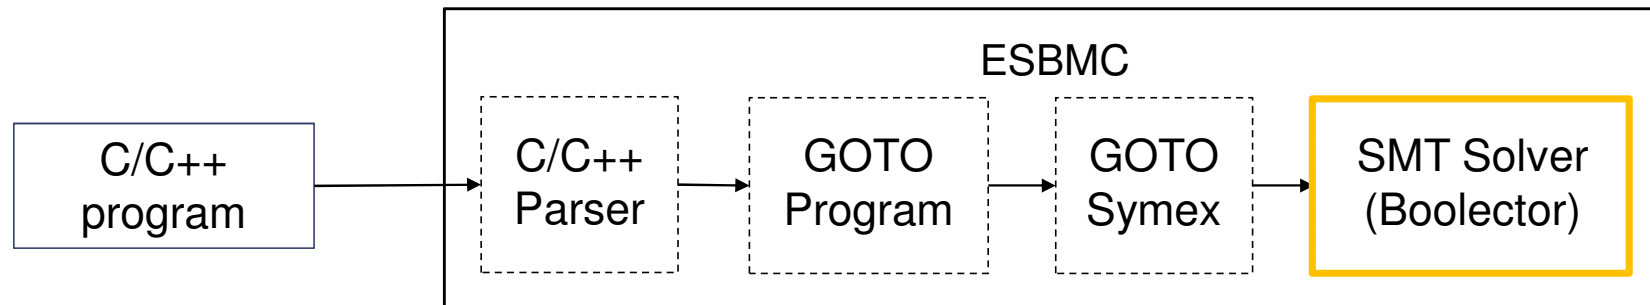 ESBMC
C/C++
program
C/C++
Parser
GOTO
Program
GOTO
Symex
SMT Solver
(Boolector)